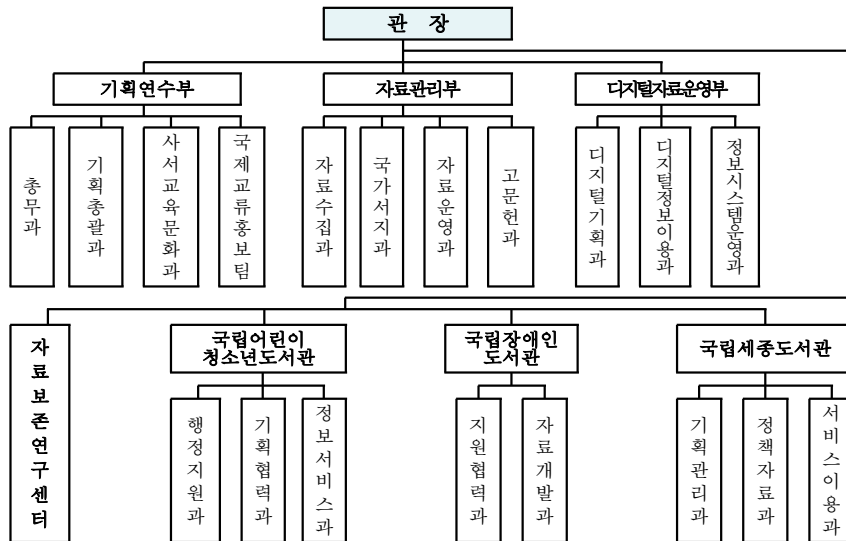 관 장
기획연수부
자료관리부
디지털자료운영부
총무과
기획총괄과
사서교육문화과
국제교류홍보팀
자료수집과
국가서지과
자료운영과
고문헌과
디지털기획과
디지털정보이용과
정보시스템운영과
자료보존연구센터
국립어린이
청소년도서관
국립장애인
도서관
국립세종도서관
행정지원과
기획협력과
정보서비스과
지원협력과
자료개발과
기획관리과
정책자료과
서비스이용과